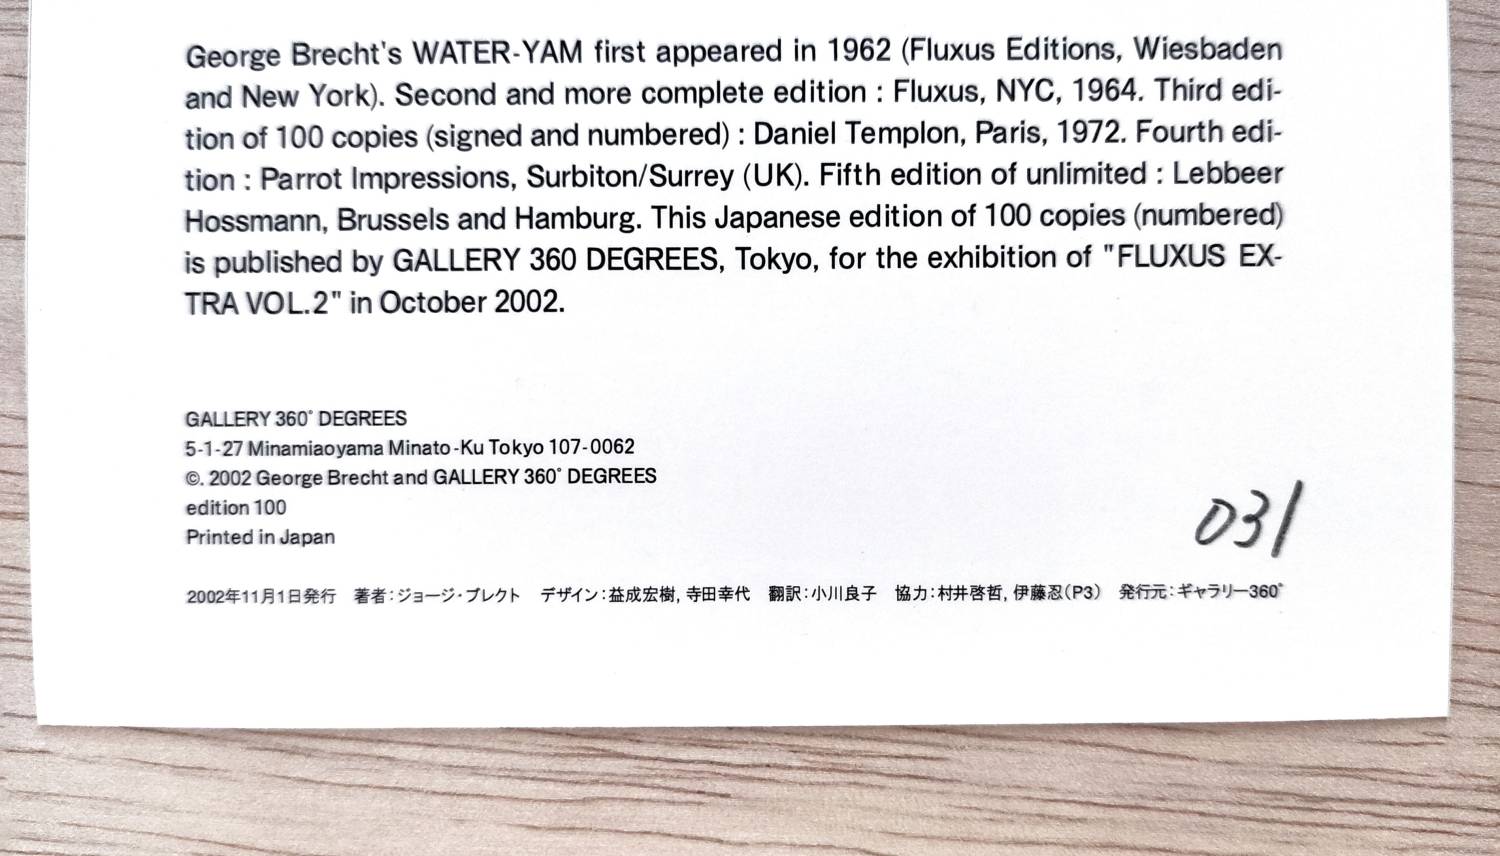 George Brecht's WATER-YAM first appeared in 1962 (Fluxus Editions, Wiesbaden
and New York). Second and more complete edition : Fluxus, NYC, 1964. Third edi-
tion of 100 copies (signed and numbered) : Daniel Templon, Paris, 1972. Fourth edi-
tion : Parrot Impressions, Surbiton/Surrey (UK). Fifth edition of unlimited : Lebbeer
Hossmann, Brussels and Hamburg. This Japanese edition of 100 copies (numbered)
is published by GALLERY 360 DEGREES, Tokyo, for the exhibition of "FLUXUS EX-
TRA VOL.2" in October 2002.
GALLERY 360° DEGREES
5-1-27 Minamiaoyama Minato-Ku Tokyo 107-0062
©. 2002 George Brecht and GALLERY 360° DEGREES
edition 100
Printed in Japan
031
2002年11月1日発行 著者:ジョージ・ブレクト デザイン:益成宏樹, 寺田幸代 翻訳:小川良子 協力:村井啓哲, 伊藤忍(P3) 発行元:ギャラリー360°